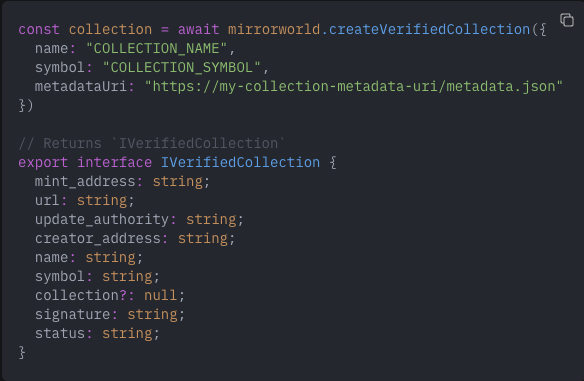 const collection = await mirrorworld.createVerifiedCollection({
  name: "COLLECTION_NAME",
  symbol: "COLLECTION_SYMBOL",
  metadataUri: "https://my-collection-metadata-uri/metadata.json"
})

// Returns `IVerifiedCollection`
export interface IVerifiedCollection {
  mint_address: string;
  url: string;
  update_authority: string;
  creator_address: string;
  name: string;
  symbol: string;
  collection?: null;
  signature: string;
  status: string;
}